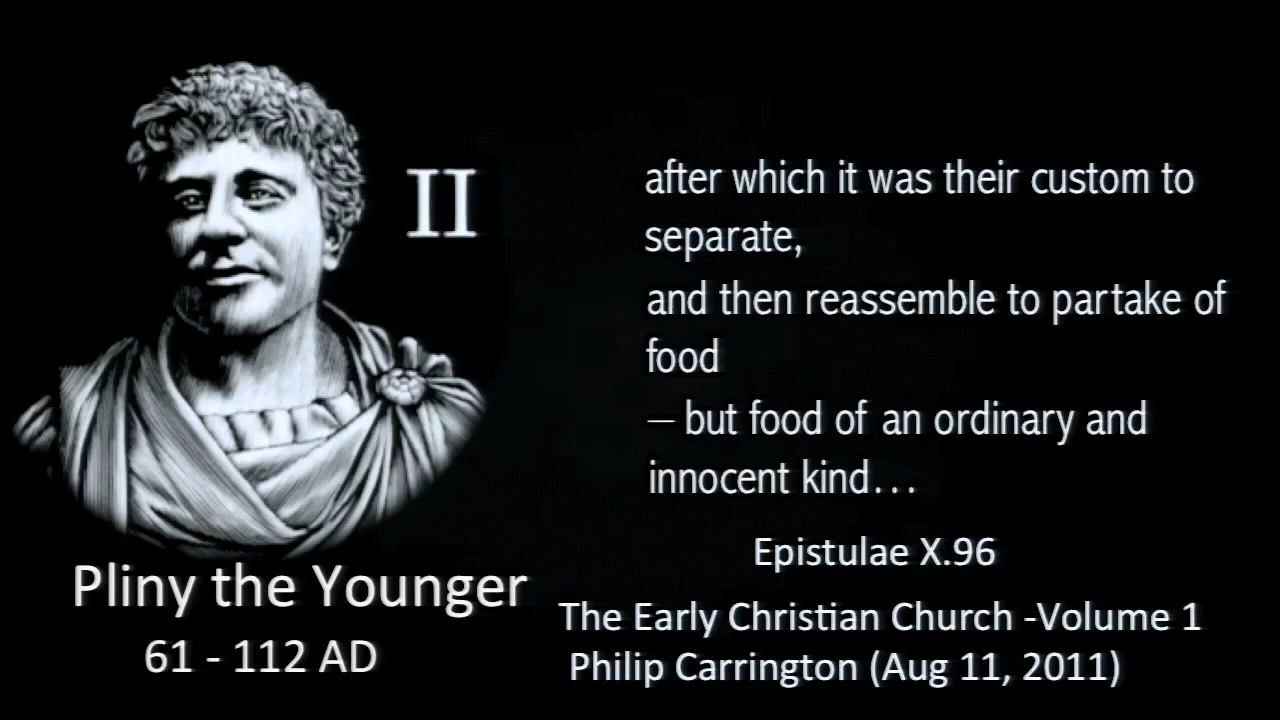 II
after which it was their custom to
separate,
and then reassemble to partake of
food
– but food of an ordinary and
innocent kind…
Epistulae X.96
Pliny the Younger
61 - 112 AD
The Early Christian Church -Volume 1
Philip Carrington (Aug 11, 2011)